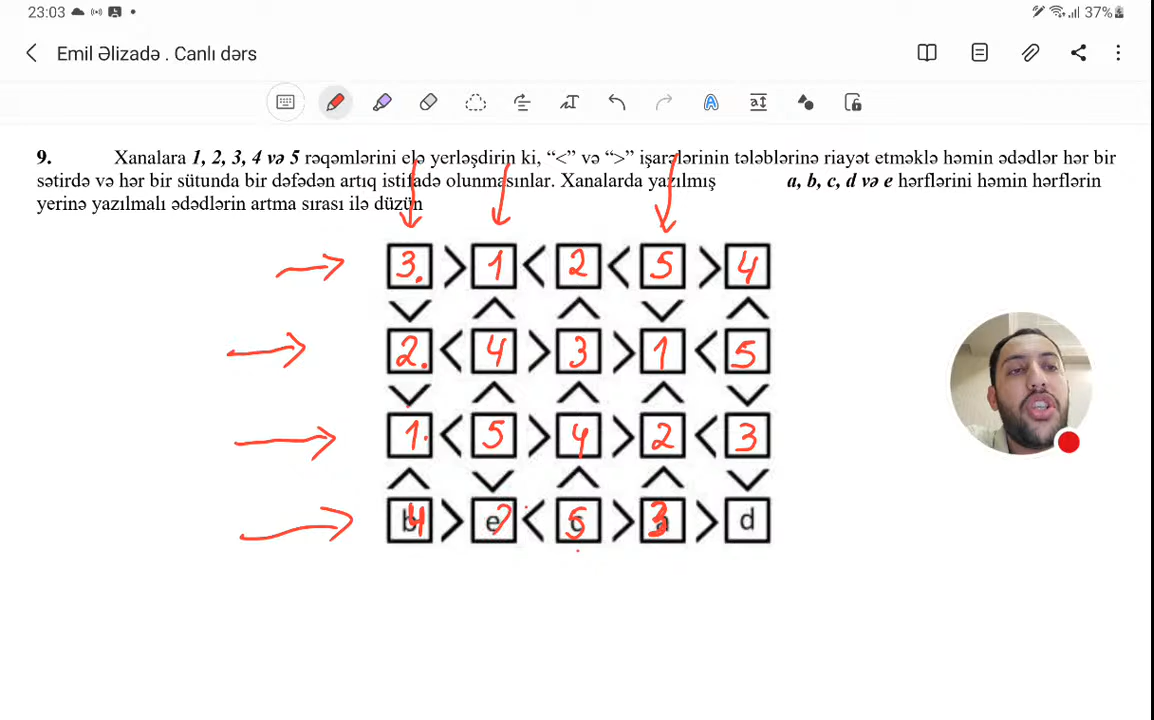 23:03 37%
Emil Əlizadə . Canlı dərs
9. Xanalara 1, 2, 3, 4 və 5 rəqəmlərini elə yerləşdirin ki, “<” və “>” işarələrinin tələblərinə riayət etməklə həmin ədədlər hər bir
sətirdə və hər bir sütunda bir dəfədən artıq istifadə olunmasınlar. Xanalarda yazılmış a, b, c, d və e hərflərini həmin hərflərin
yerinə yazılmalı ədədlərin artma sırası ilə düzün
3. > 1 < 2 < 5 > 4
∨ ∧ ∧ ∨ ∧
2. < 4 > 3 > 1 < 5
∨ ∧ ∧ ∧ ∨
1. < 5 > 4 > 2 < 3
∧ ∨ ∧ ∧ ∨
4 > e < 5 > 3 > d